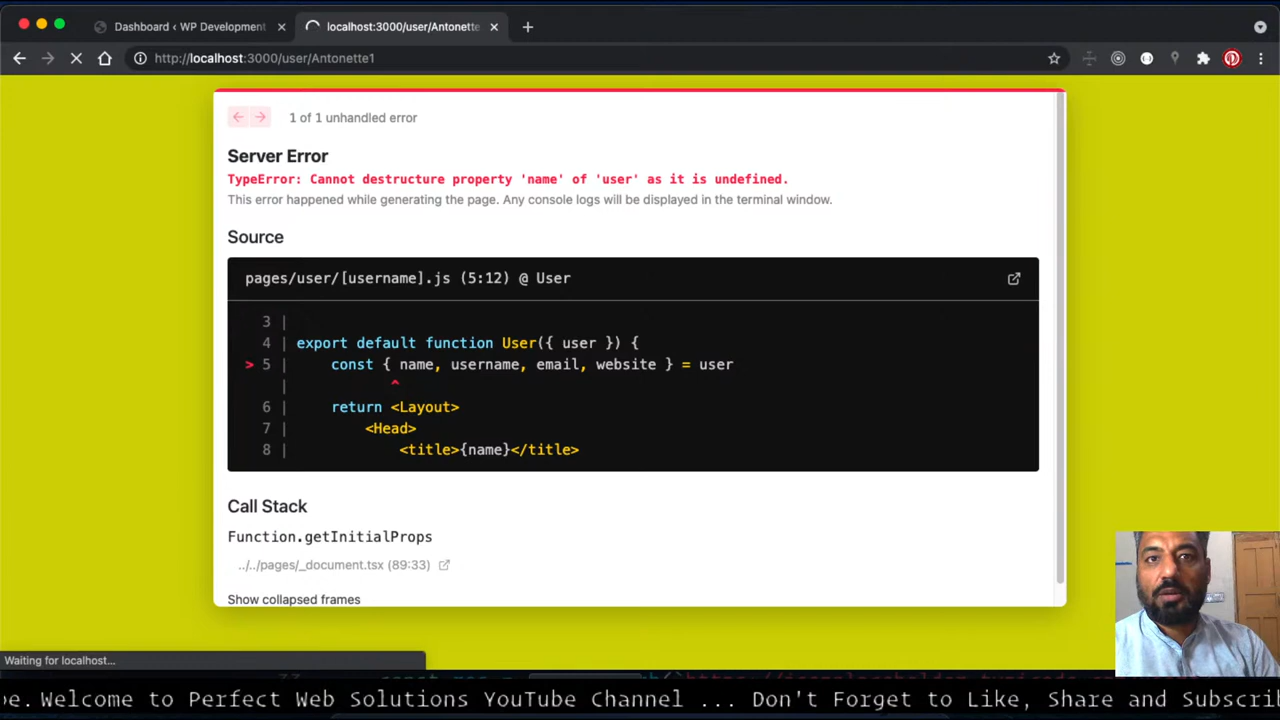 Dashboard ‹ WP Development
localhost:3000/user/Antonette
http://localhost:3000/user/Antonette1
1 of 1 unhandled error
Server Error
TypeError: Cannot destructure property 'name' of 'user' as it is undefined.
This error happened while generating the page. Any console logs will be displayed in the terminal window.
Source
pages/user/[username].js (5:12) @ User
3 |
4 | export default function User({ user }) {
> 5 | const { name, username, email, website } = user
| ^
6 | return <Layout>
7 | <Head>
8 | <title>{name}</title>
Call Stack
Function.getInitialProps
../../pages/_document.tsx (89:33)
Show collapsed frames
Waiting for localhost...
pe. Welcome to Perfect Web Solutions YouTube Channel ... Don't Forget to Like, Share and Subscri